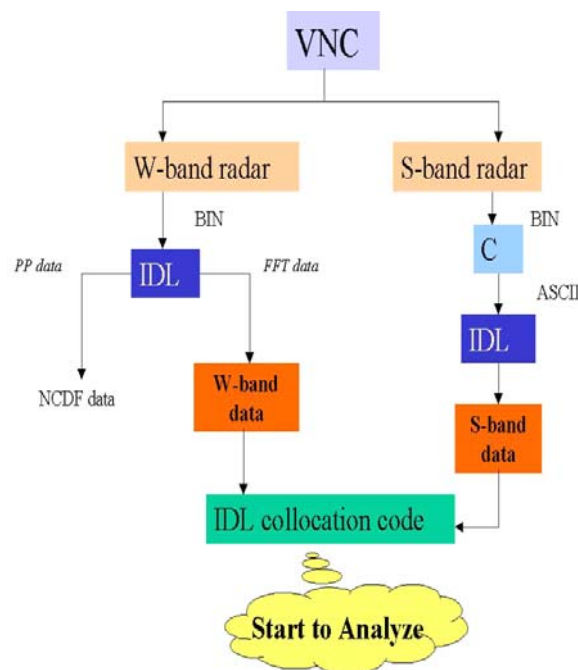 VNC
W-band radar
S-band radar
BIN
BIN
C
PP data
IDL
FFT data
ASCII
IDL
NCDF data
W-band
data
S-band
data
IDL collocation code
Start to Analyze